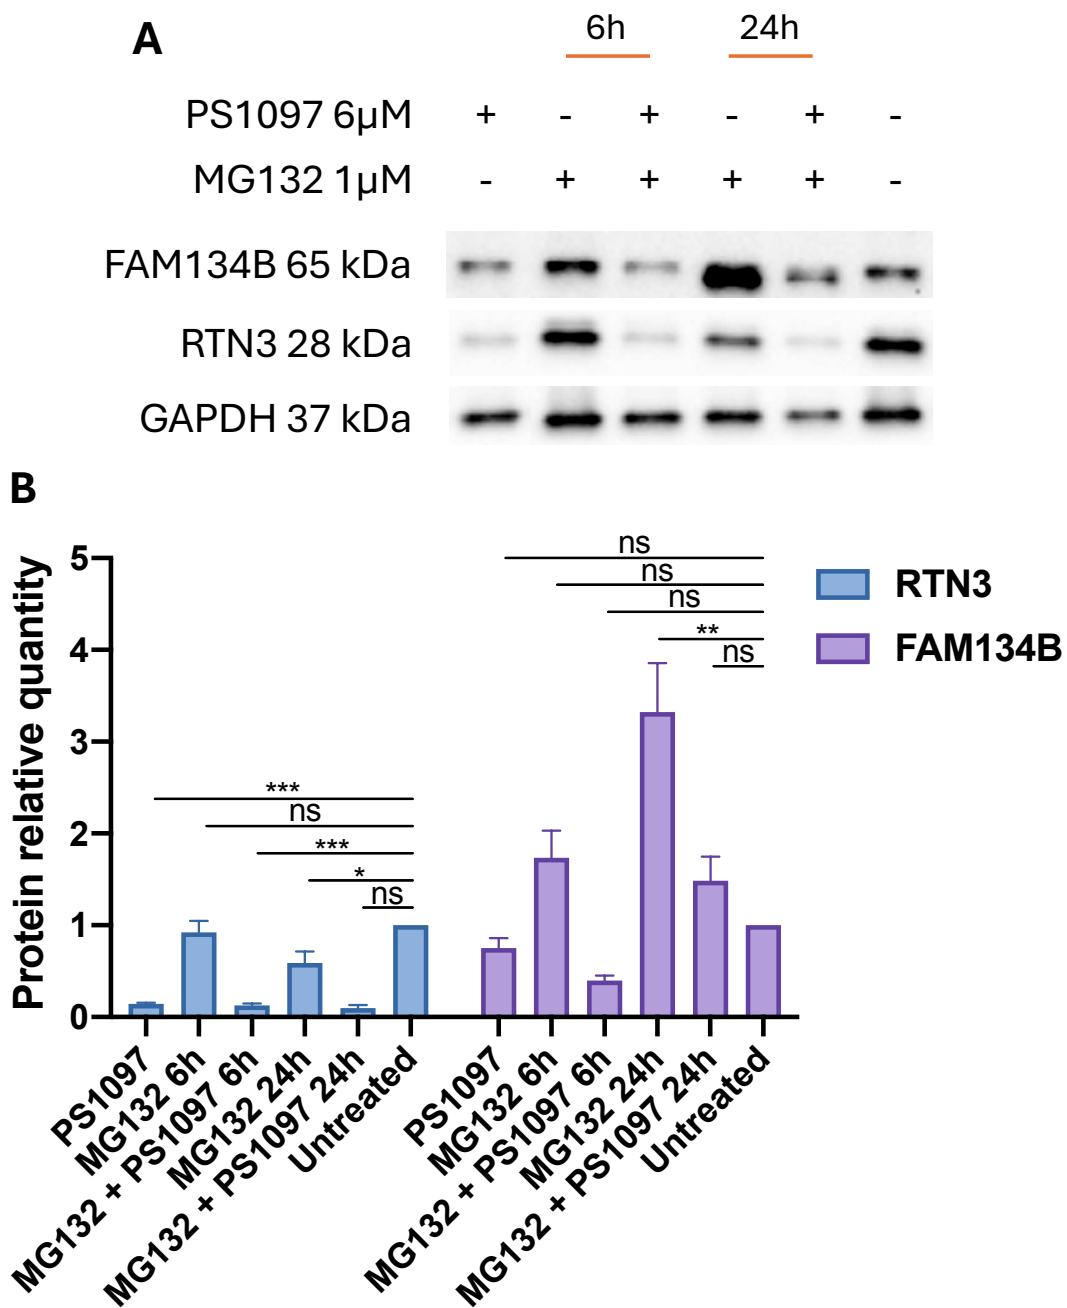 A
6h 24h
PS1097 6µM + - + - + -
MG132 1µM - + + + + -
FAM134B 65 kDa
RTN3 28 kDa
GAPDH 37 kDa
B
Protein relative quantity
5
4
3
2
1
0
***
ns
***
*
ns
ns
ns
ns
**
ns
RTN3
FAM134B
PS1097
MG132 6h
MG132 + PS1097 6h
MG132 24h
MG132 + PS1097 24h
Untreated
PS1097
MG132 6h
MG132 + PS1097 6h
MG132 24h
MG132 + PS1097 24h
Untreated